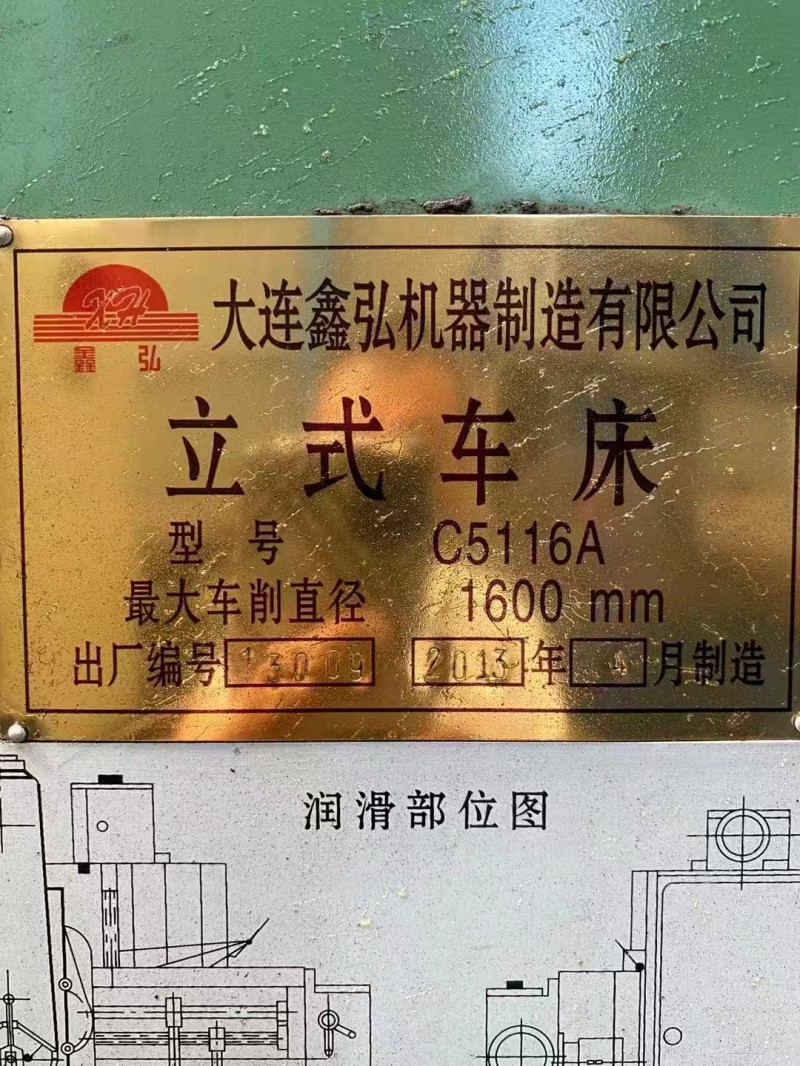 大连鑫弘机器制造有限公司
鑫弘
立式车床
型号 C5116A
最大车削直径 1600 mm
出厂编号 13009 2013 年 4 月制造
润滑部位图